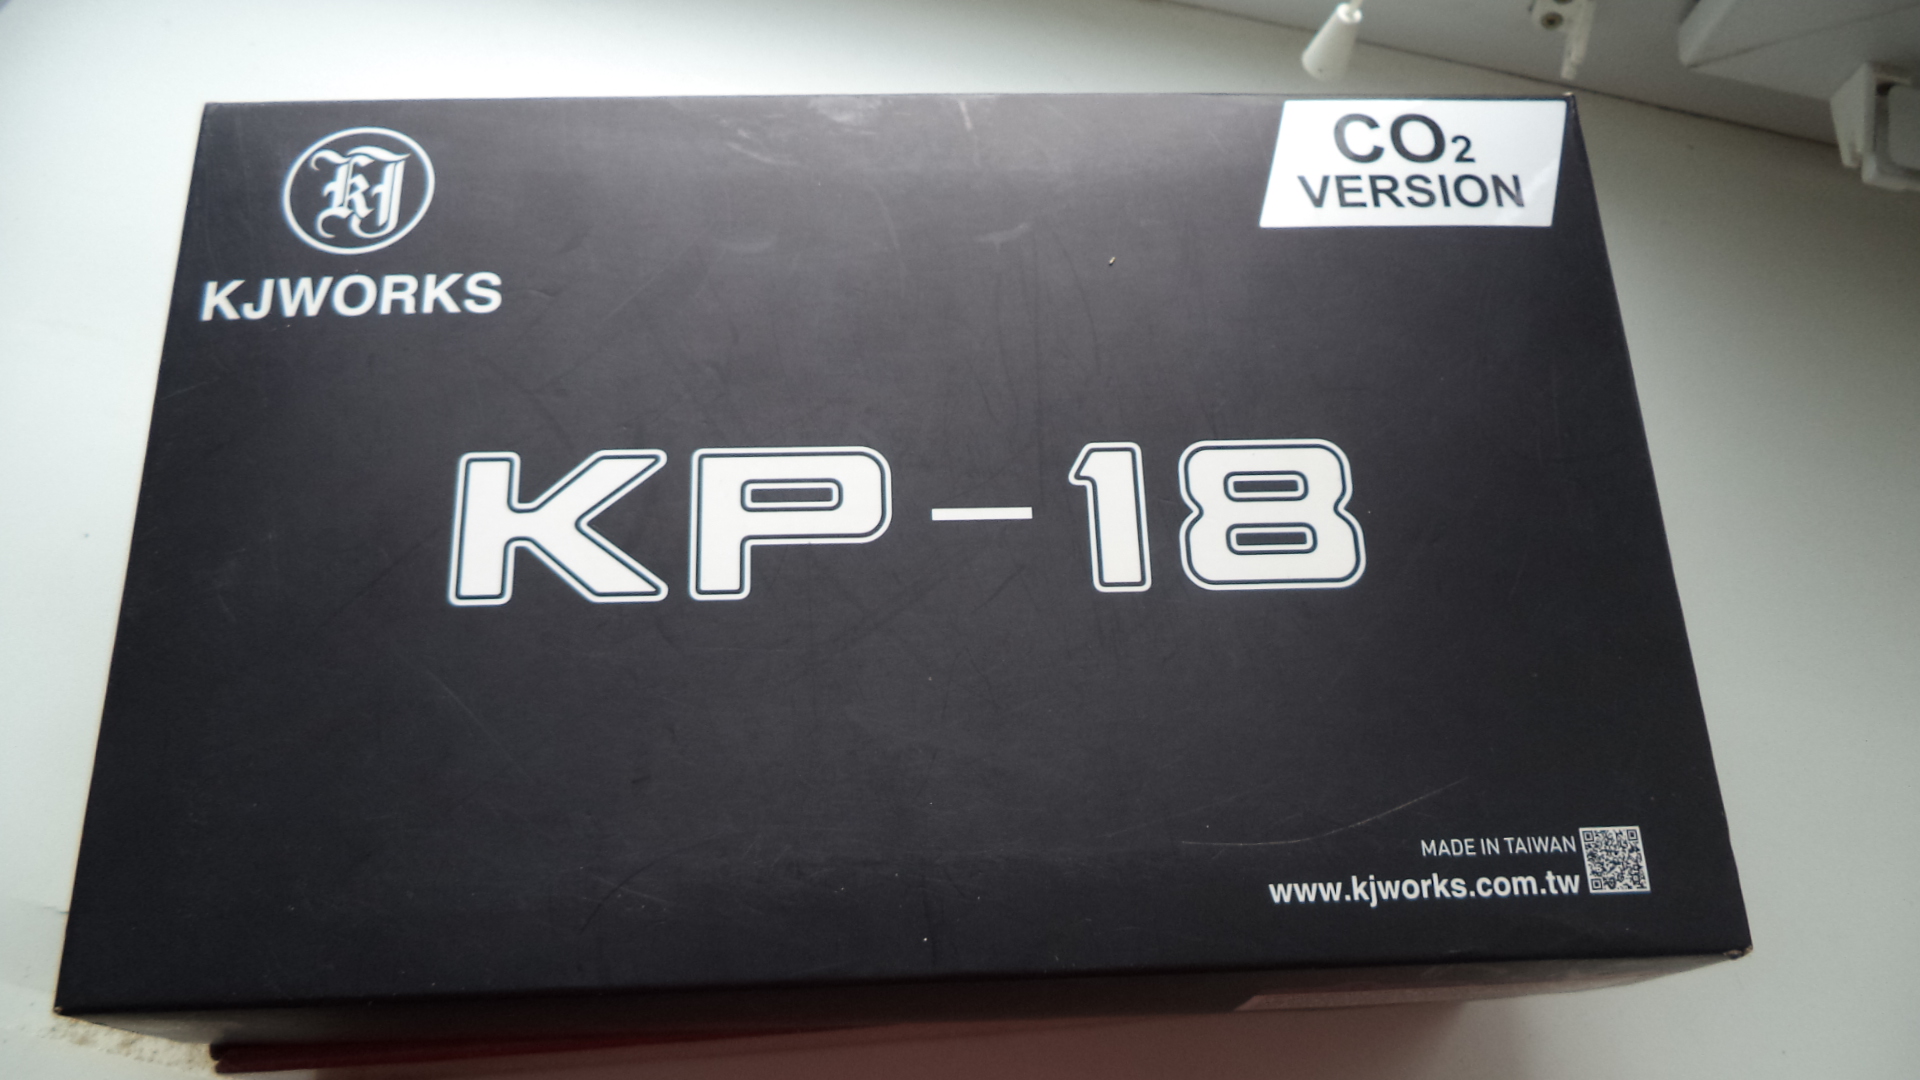 KJ
KJWORKS
CO₂
VERSION
KP-18
MADE IN TAIWAN
www.kjworks.com.tw